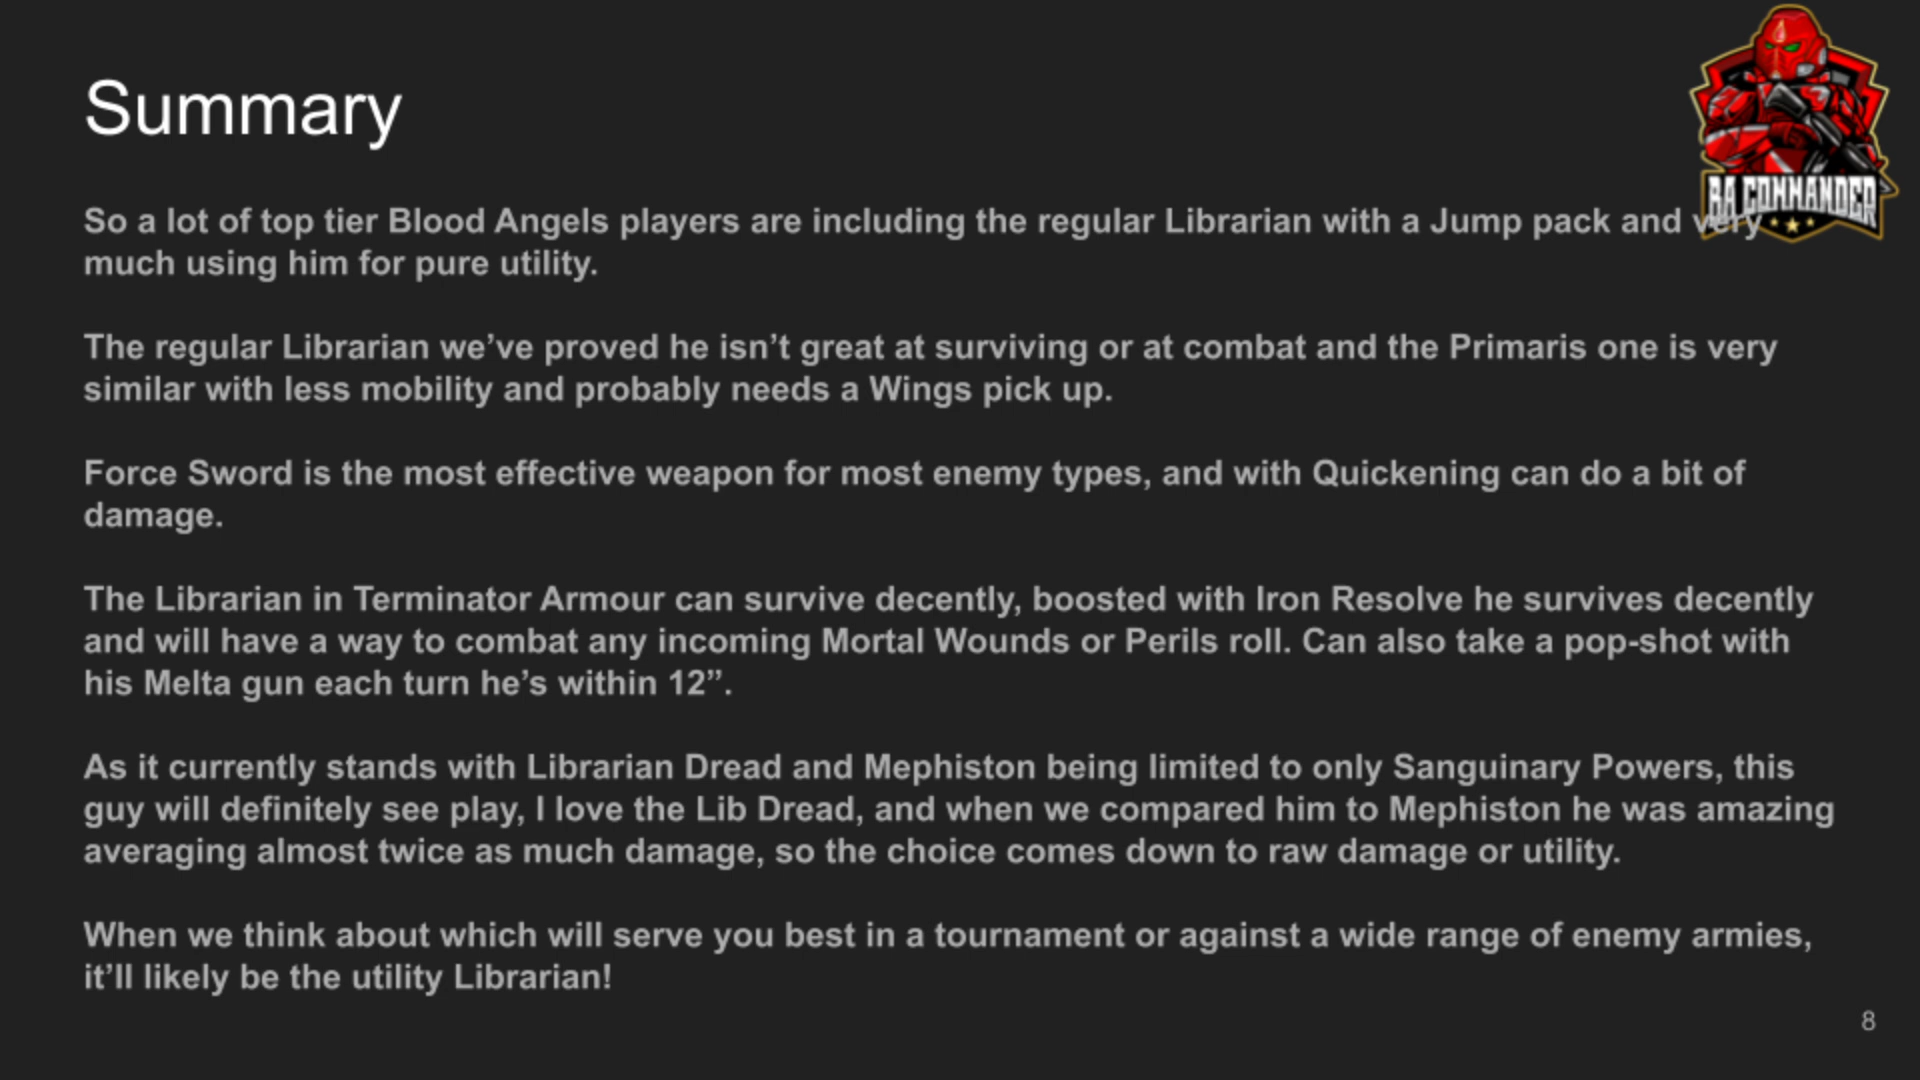 Summary
BA COMMANDER
So a lot of top tier Blood Angels players are including the regular Librarian with a Jump pack and very
much using him for pure utility.
The regular Librarian we’ve proved he isn’t great at surviving or at combat and the Primaris one is very
similar with less mobility and probably needs a Wings pick up.
Force Sword is the most effective weapon for most enemy types, and with Quickening can do a bit of
damage.
The Librarian in Terminator Armour can survive decently, boosted with Iron Resolve he survives decently
and will have a way to combat any incoming Mortal Wounds or Perils roll. Can also take a pop-shot with
his Melta gun each turn he’s within 12”.
As it currently stands with Librarian Dread and Mephiston being limited to only Sanguinary Powers, this
guy will definitely see play, I love the Lib Dread, and when we compared him to Mephiston he was amazing
averaging almost twice as much damage, so the choice comes down to raw damage or utility.
When we think about which will serve you best in a tournament or against a wide range of enemy armies,
it’ll likely be the utility Librarian!
8